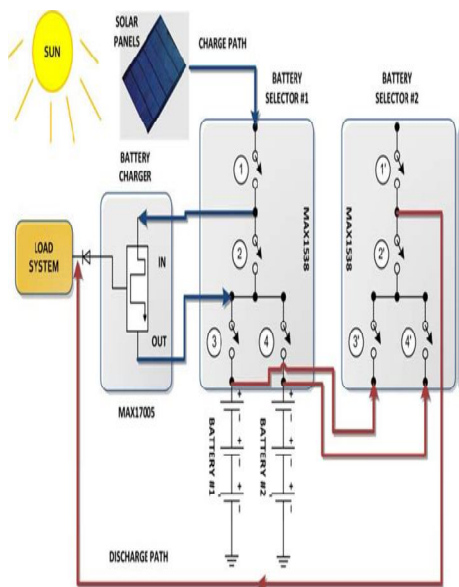 SOLAR
PANELS
CHARGE PATH
SUN
BATTERY
SELECTOR #1
BATTERY
SELECTOR #2
BATTERY
CHARGER
1
1'
MAX1538
MAX1538
LOAD
SYSTEM
IN
2
2'
OUT
3
4
3'
4'
MAX17005
+
−
+
−
+
−
+
−
+
−
+
−
BATTERY #1
BATTERY #2
DISCHARGE PATH